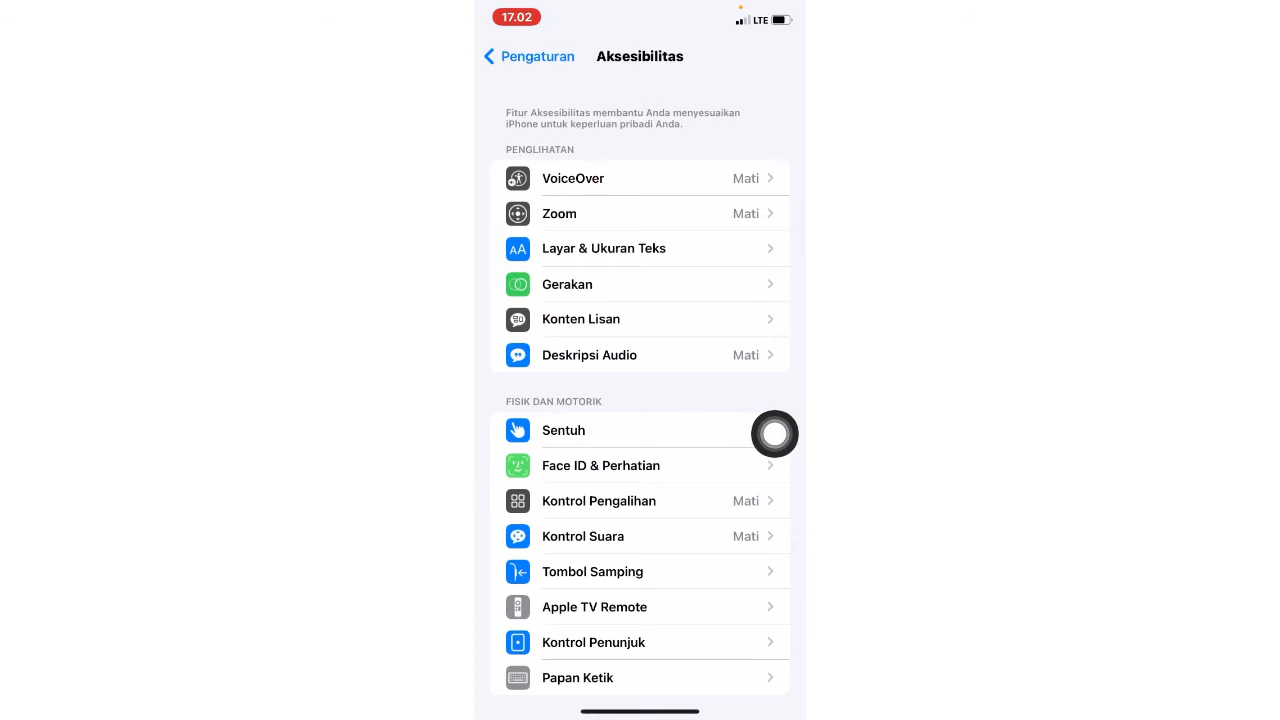 17.02
LTE
Pengaturan
Aksesibilitas
Fitur Aksesibilitas membantu Anda menyesuaikan
iPhone untuk keperluan pribadi Anda.
PENGLIHATAN
VoiceOver Mati
Zoom Mati
Layar & Ukuran Teks
Gerakan
Konten Lisan
Deskripsi Audio Mati
FISIK DAN MOTORIK
Sentuh
Face ID & Perhatian
Kontrol Pengalihan Mati
Kontrol Suara Mati
Tombol Samping
Apple TV Remote
Kontrol Penunjuk
Papan Ketik